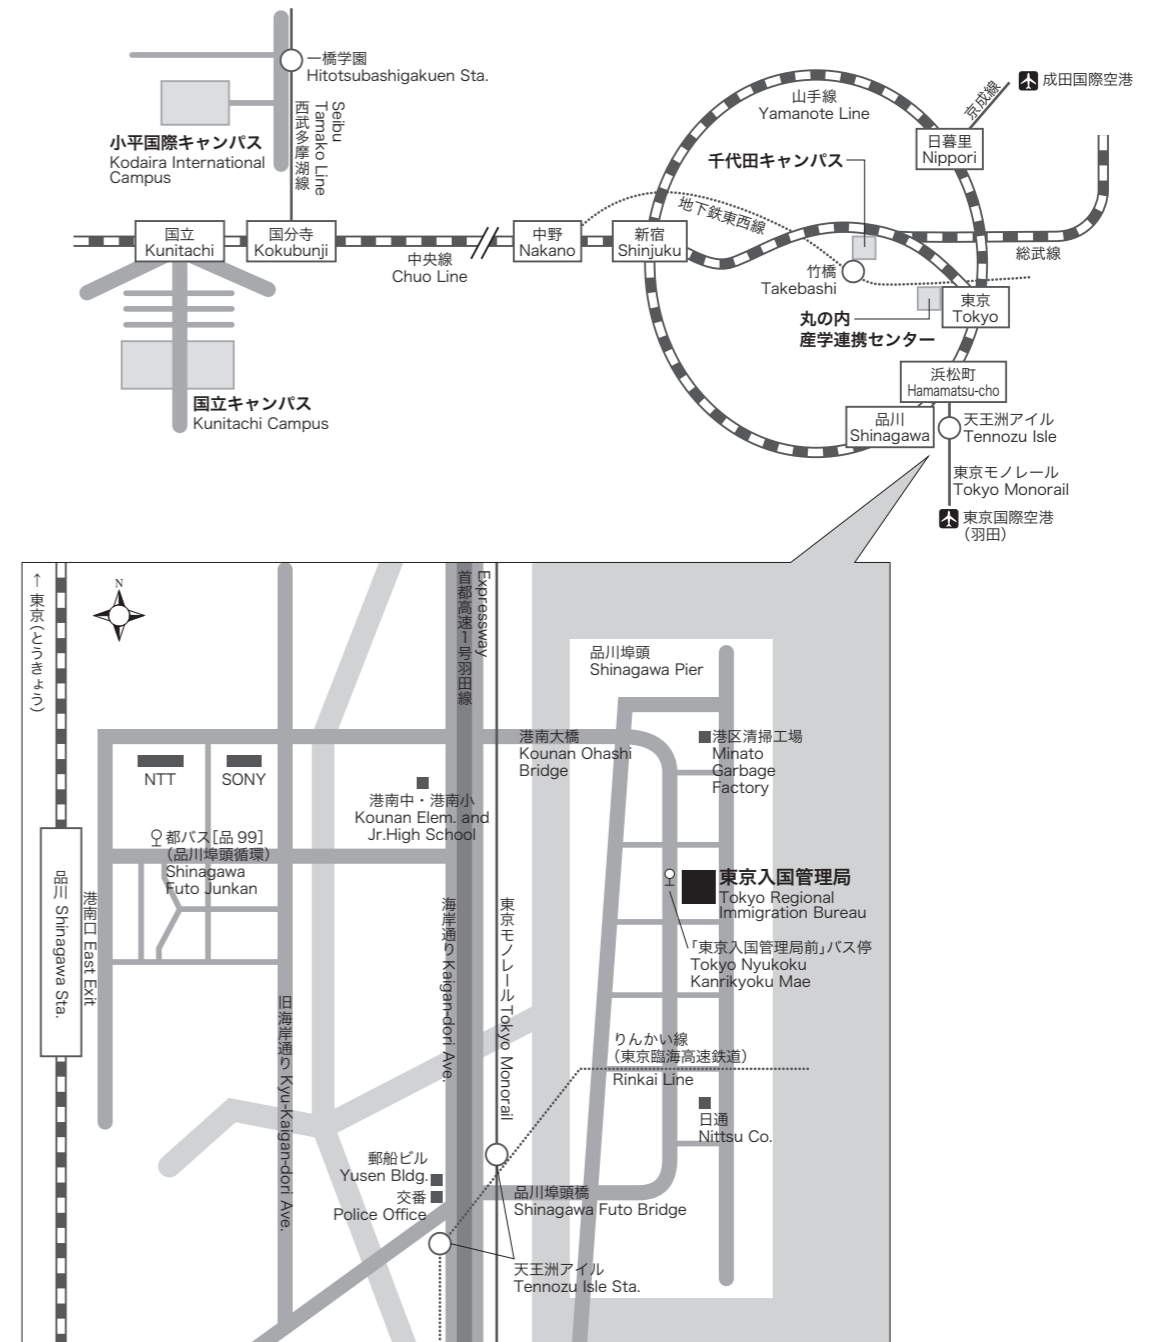 一橋学園
Hitotsubashigakuen Sta.
Seibu
Tamako Line
西武多摩湖線
小平国際キャンパス
Kodaira International
Campus
国立
Kunitachi
国分寺
Kokubunji
中央線
Chuo Line
中野
Nakano
新宿
Shinjuku
国立キャンパス
Kunitachi Campus
山手線
Yamanote Line
京成線
成田国際空港
日暮里
Nippori
千代田キャンパス
地下鉄東西線
竹橋
Takebashi
総武線
丸の内
産学連携センター
東京
Tokyo
浜松町
Hamamatsu-cho
品川
Shinagawa
天王洲アイル
Tennozu Isle
東京モノレール
Tokyo Monorail
東京国際空港
(羽田)
↑東京(とうきょう)
N
首都高速1号羽田線
Expressway
品川埠頭
Shinagawa Pier
港南大橋
Kounan Ohashi
Bridge
港区清掃工場
Minato
Garbage
Factory
NTT
SONY
港南中・港南小
Kounan Elem. and
Jr.High School
都バス[品99]
(品川埠頭循環)
Shinagawa
Futo Junkan
品川 Shinagawa Sta.
港南口 East Exit
東京入国管理局
Tokyo Regional
Immigration Bureau
「東京入国管理局前」バス停
Tokyo Nyukoku
Kanrikyoku Mae
海岸通り Kaigan-dori Ave.
東京モノレール Tokyo Monorail
旧海岸通り Kyu-Kaigan-dori Ave.
りんかい線
(東京臨海高速鉄道)
Rinkai Line
日通
Nittsu Co.
郵船ビル
Yusen Bldg.
交番
Police Office
品川埠頭橋
Shinagawa Futo Bridge
天王洲アイル
Tennozu Isle Sta.